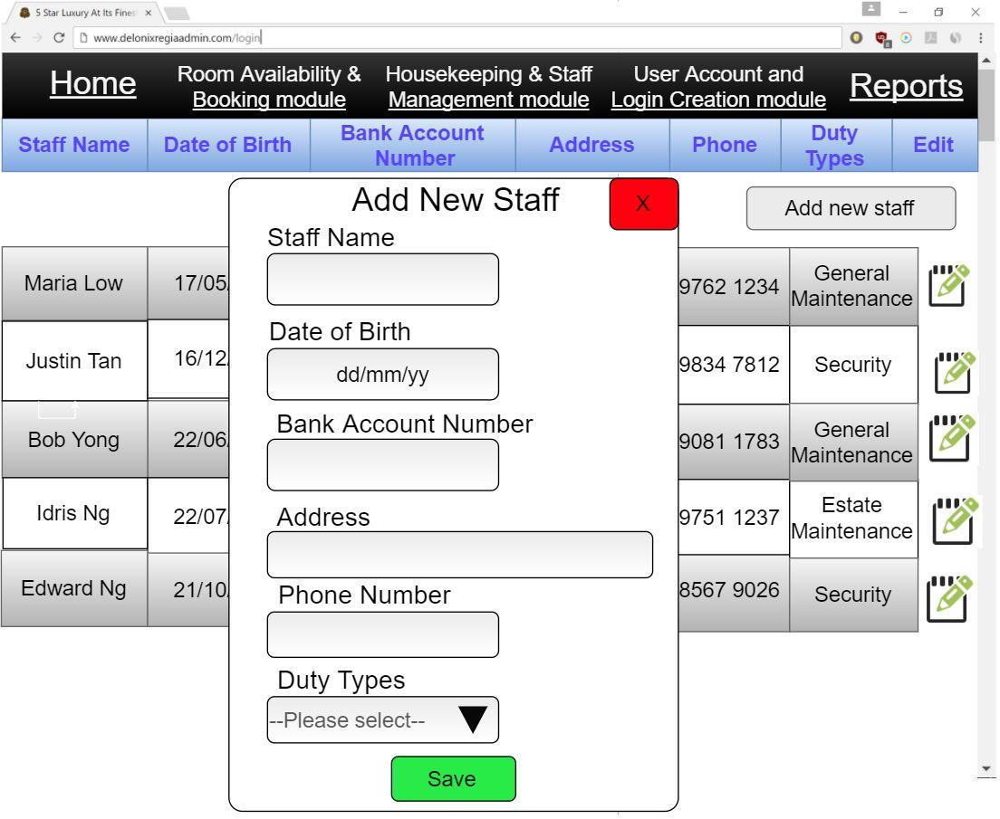 5 Star Luxury At Its Fines
www.delonixregiaadmin.com/login
Home
Room Availability &
Booking module
Housekeeping & Staff
Management module
User Account and
Login Creation module
Reports
Staff Name
Date of Birth
Bank Account
Number
Address
Phone
Duty
Types
Edit
Add new staff
Add New Staff
X
Staff Name
Date of Birth
dd/mm/yy
Bank Account Number
Address
Phone Number
Duty Types
--Please select--
Save
Maria Low
17/05/
9762 1234
General
Maintenance
Justin Tan
16/12/
9834 7812
Security
Bob Yong
22/06/
9081 1783
General
Maintenance
Idris Ng
22/07/
9751 1237
Estate
Maintenance
Edward Ng
21/10/
8567 9026
Security